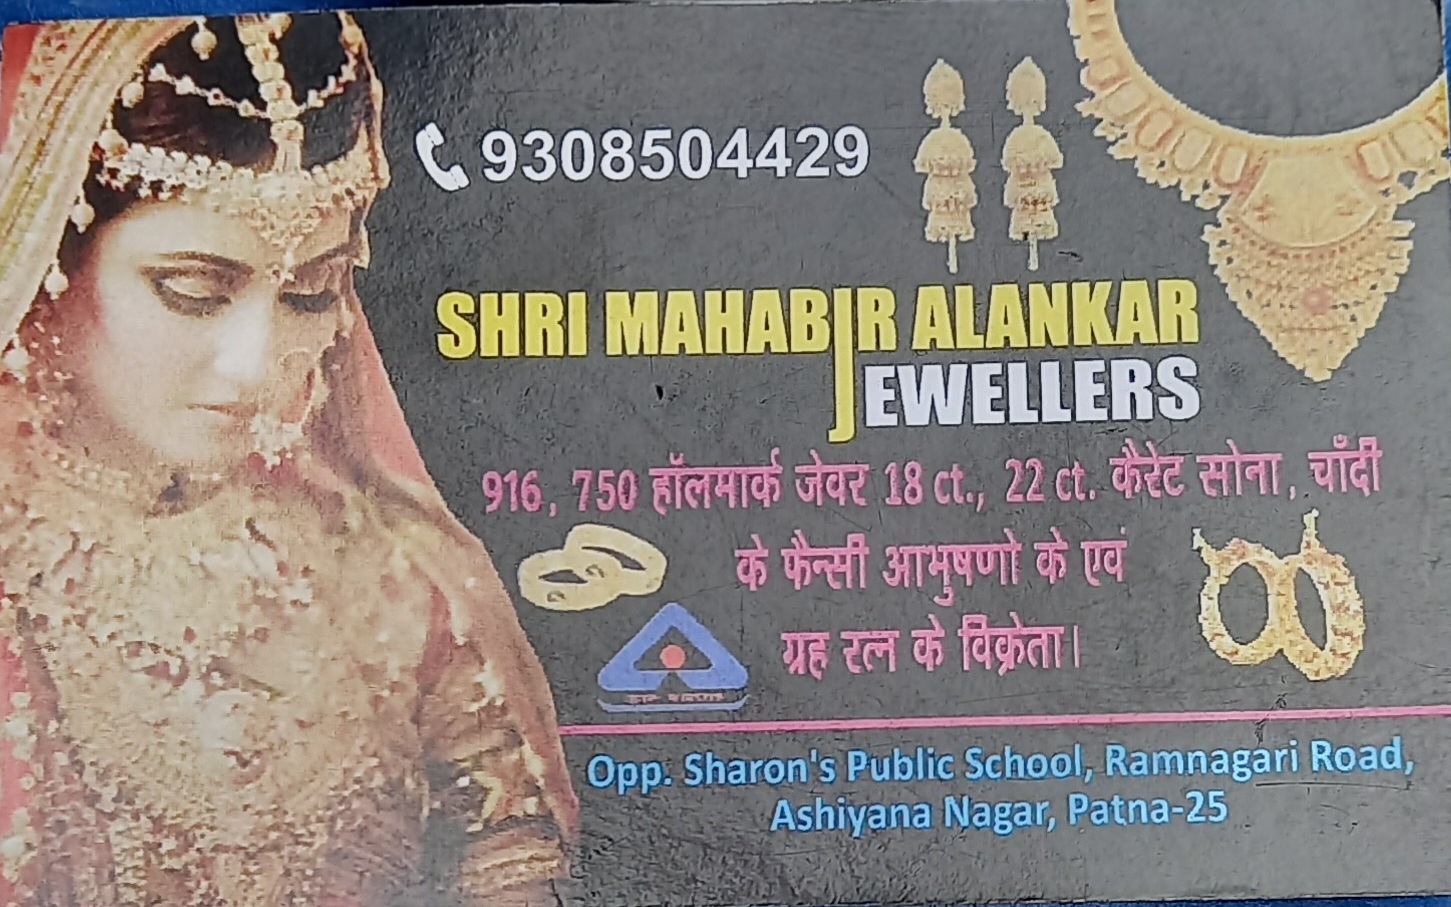 9308504429
SHRI MAHABIR ALANKAR
JEWELLERS
916, 750 हॉलमार्क जेवर 18 ct., 22 ct. कैरेट सोना, चाँदी
के फैन्सी आभुषणो के एवं
ग्रह रत्न के विक्रेता।
Opp. Sharon's Public School, Ramnagari Road,
Ashiyana Nagar, Patna-25